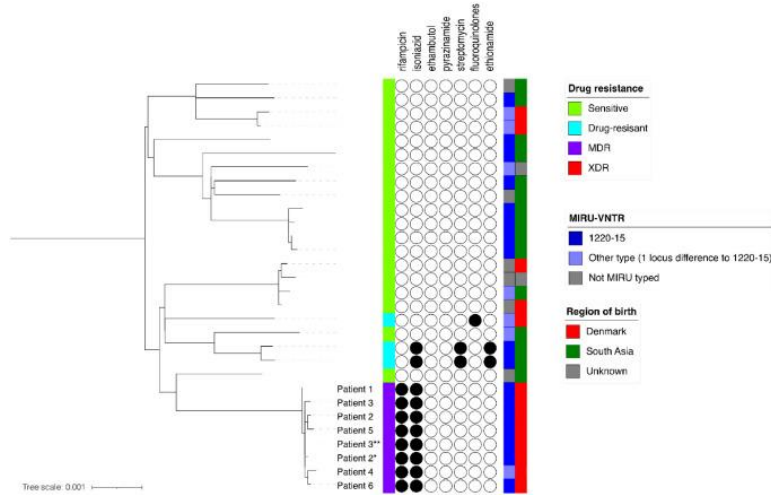 rifampicin
isoniazid
ethambutol
pyrazinamide
streptomycin
fluoroquinolones
ethionamide
Drug resistance
Sensitive
Drug-resisant
MDR
XDR
MIRU-VNTR
1220-15
Other type (1 locus difference to 1220-15)
Not MIRU typed
Region of birth
Denmark
South Asia
Unknown
Patient 1
Patient 3
Patient 2
Patient 5
Patient 3**
Patient 2*
Patient 4
Patient 6
Tree scale: 0.001